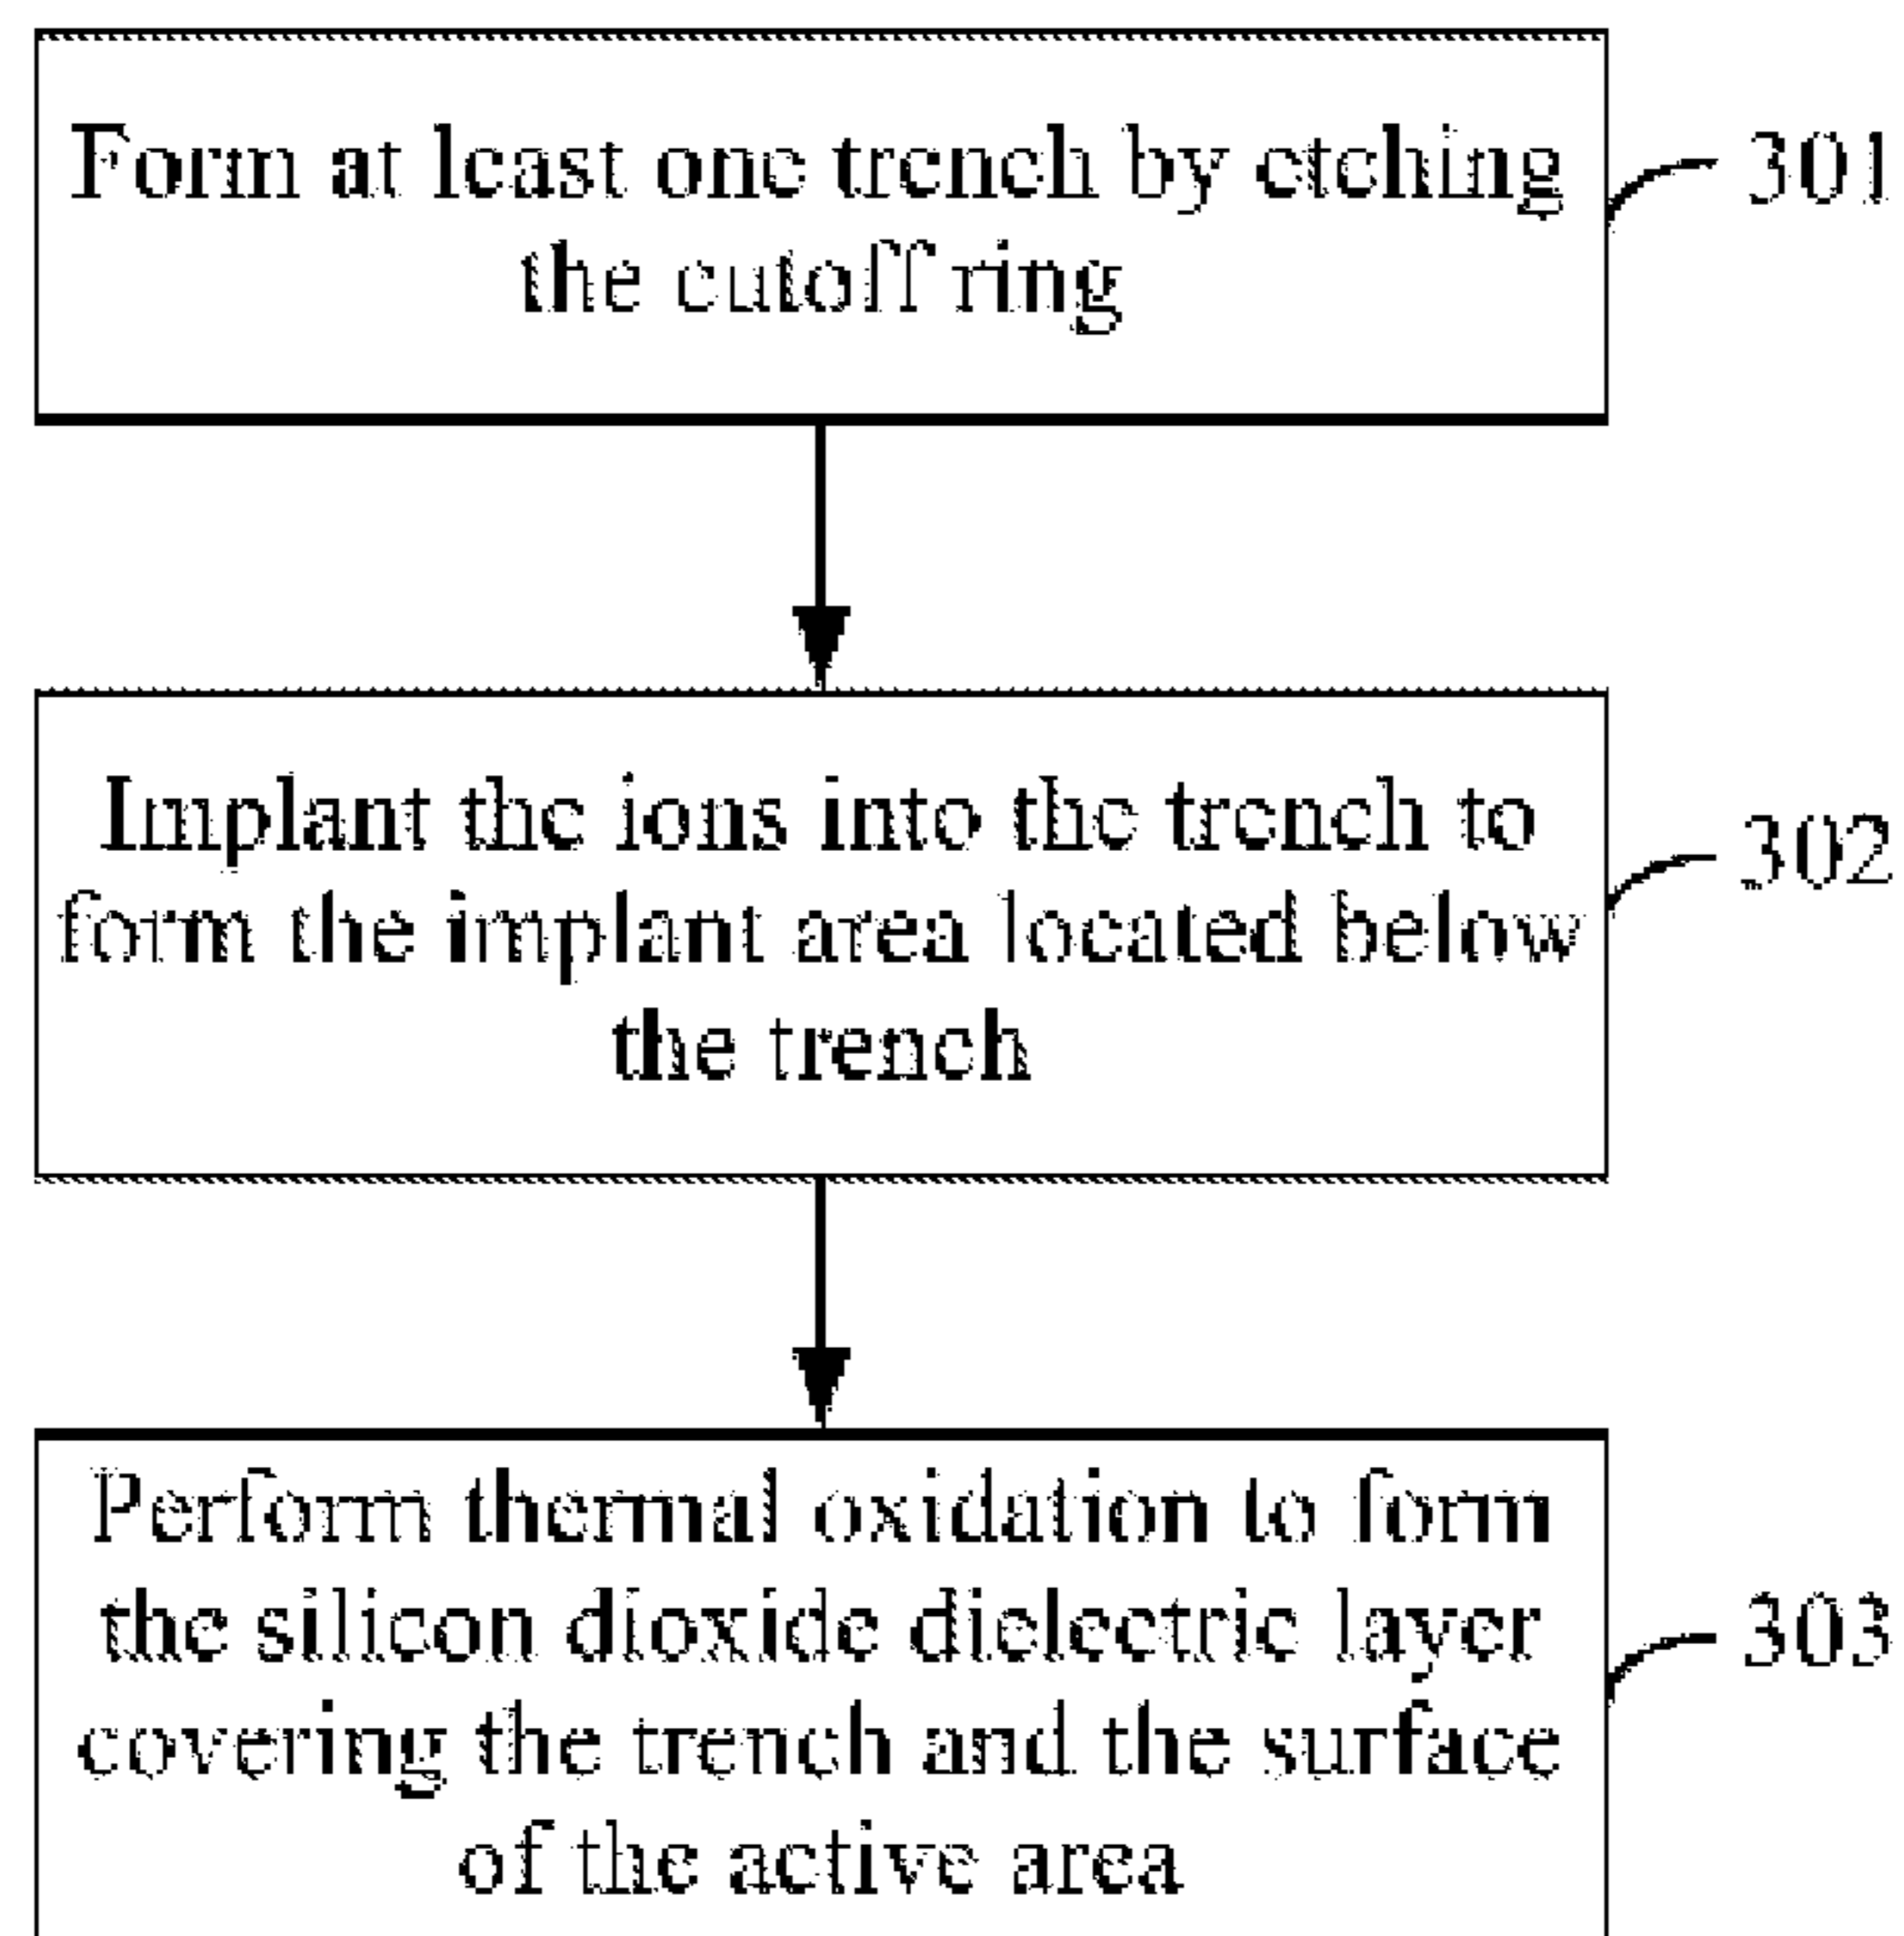 Form at least one trench by etching
the cutoff ring
301
Implant the ions into the trench to
form the implant area located below
the trench
302
Perform thermal oxidation to form
the silicon dioxide dielectric layer
covering the trench and the surface
of the active area
303